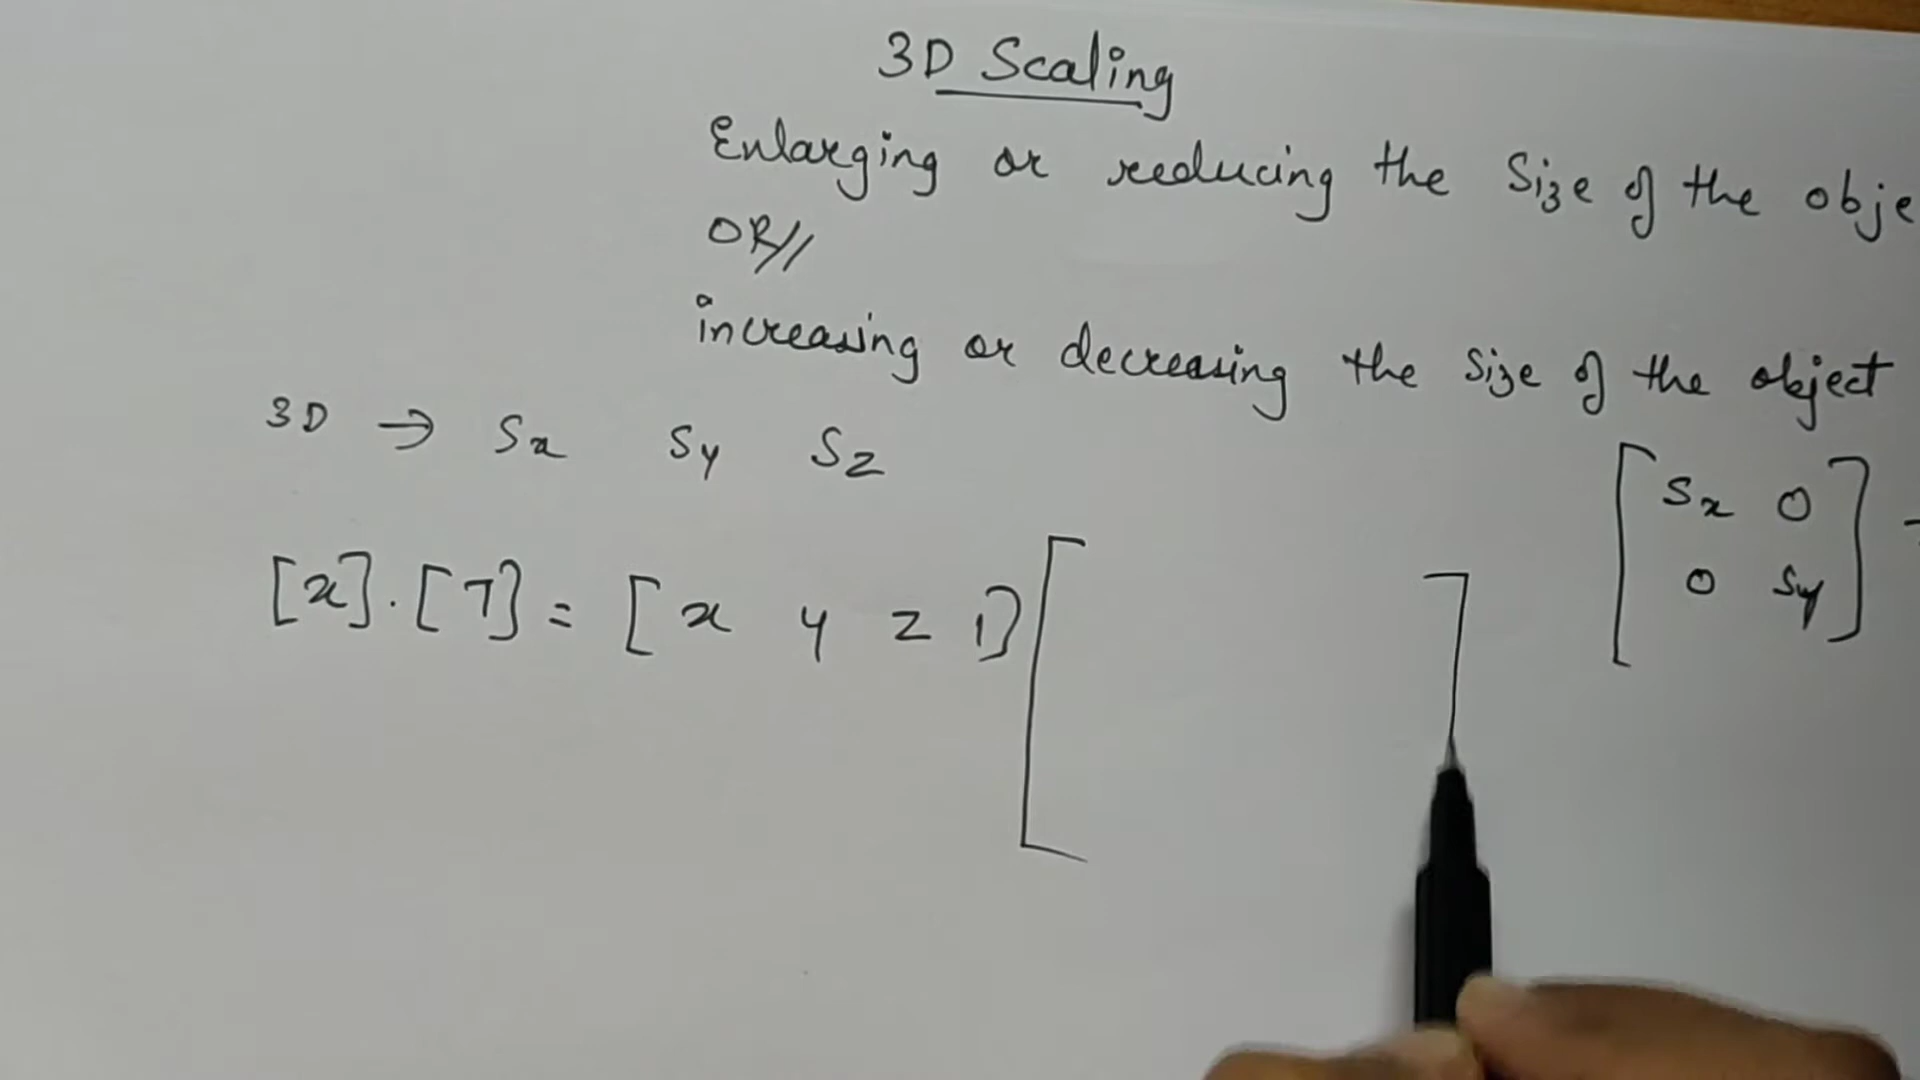 3D Scaling
Enlarging or reducing the Size of the obje
OR//
increasing or decreasing the size of the object
3D → Sx Sy Sz
[Sx 0
0 Sy]
[x].[T] = [x y z 1] [ ]